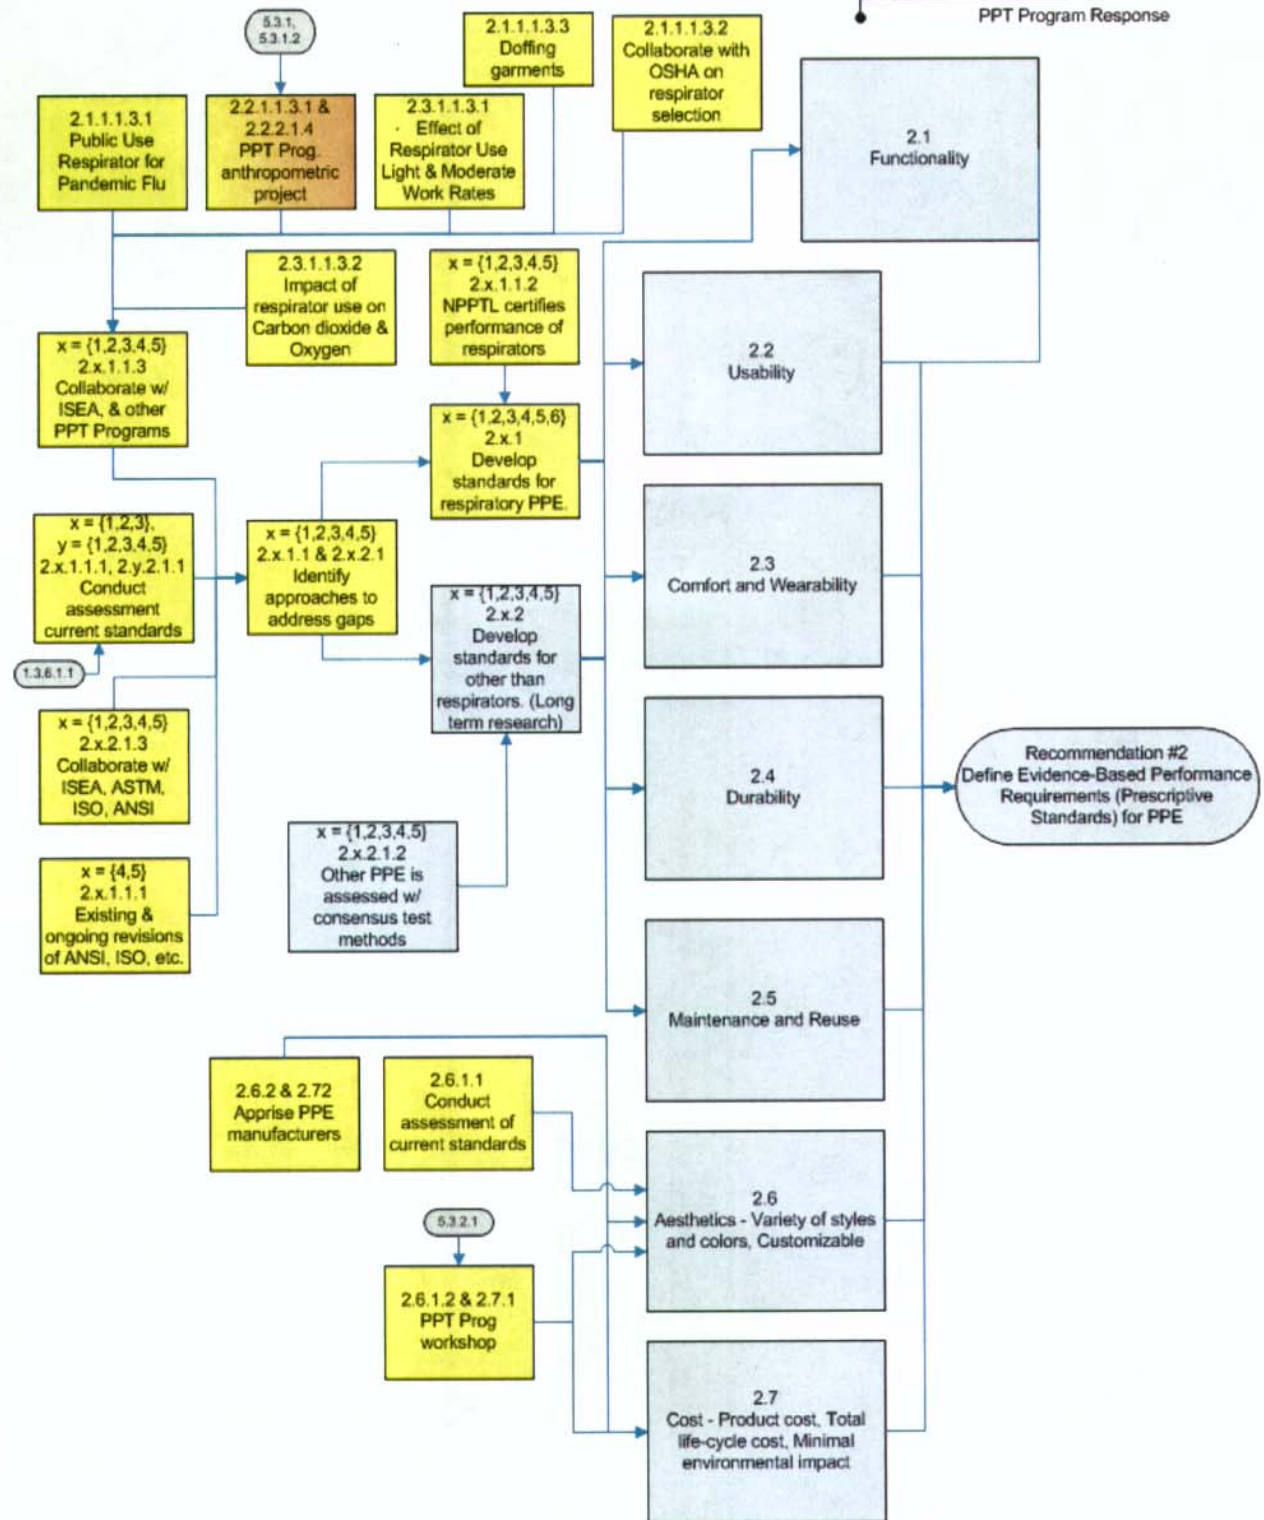 PPT Program Response
5.3.1,
5.3.1.2
2.1.1.1.3.3
Doffing
garments
2.1.1.1.3.2
Collaborate with
OSHA on
respirator
selection
2.1.1.1.3.1
Public Use
Respirator for
Pandemic Flu
2.2.1.1.3.1 &
2.2.2.1.4
PPT Prog.
anthropometric
project
2.3.1.1.3.1
Effect of
Respirator Use
Light & Moderate
Work Rates
2.1
Functionality
2.3.1.1.3.2
Impact of
respirator use on
Carbon dioxide &
Oxygen
x = {1,2,3,4.5}
2.x.1.1.2
NPPTL certifies
performance of
respirators
2.2
Usability
x = {1,2,3,4,5}
2.x.1.1.3
Collaborate w/
ISEA, & other
PPT Programs
x = {1,2,3,4,5,6}
2.x.1
Develop
standards for
respiratory PPE.
x = {1,2,3},
y = {1,2,3,4,5}
2.x.1.1.1, 2.y.2.1.1
Conduct
assessment
current standards
x = {1,2,3,4,5}
2.x.1.1 & 2.x.2.1
Identify
approaches to
address gaps
2.3
Comfort and Wearability
x = {1,2,3,4,5}
2.x.2
Develop
standards for
other than
respirators. (Long
term research)
1.3.6.1.1
x = {1,2,3,4,5}
2.x.2.1.3
Collaborate w/
ISEA, ASTM,
ISO, ANSI
2.4
Durability
Recommendation #2
Define Evidence-Based Performance
Requirements (Prescriptive
Standards) for PPE
x = {1,2,3,4,5}
2.x.2.1.2
Other PPE is
assessed w/
consensus test
methods
x = {4,5}
2.x.1.1.1
Existing &
ongoing revisions
of ANSI, ISO, etc.
2.5
Maintenance and Reuse
2.6.2 & 2.72
Apprise PPE
manufacturers
2.6.1.1
Conduct
assessment of
current standards
2.6
Aesthetics - Variety of styles
and colors, Customizable
5.3.2.1
2.6.1.2 & 2.7.1
PPT Prog
workshop
2.7
Cost - Product cost, Total
life-cycle cost, Minimal
environmental impact